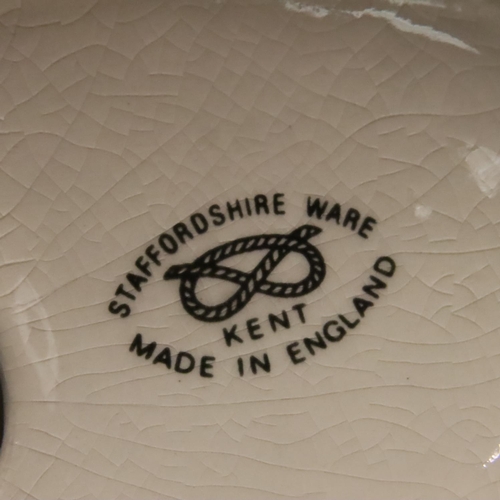 STAFFORDSHIRE WARE
KENT
MADE IN ENGLAND